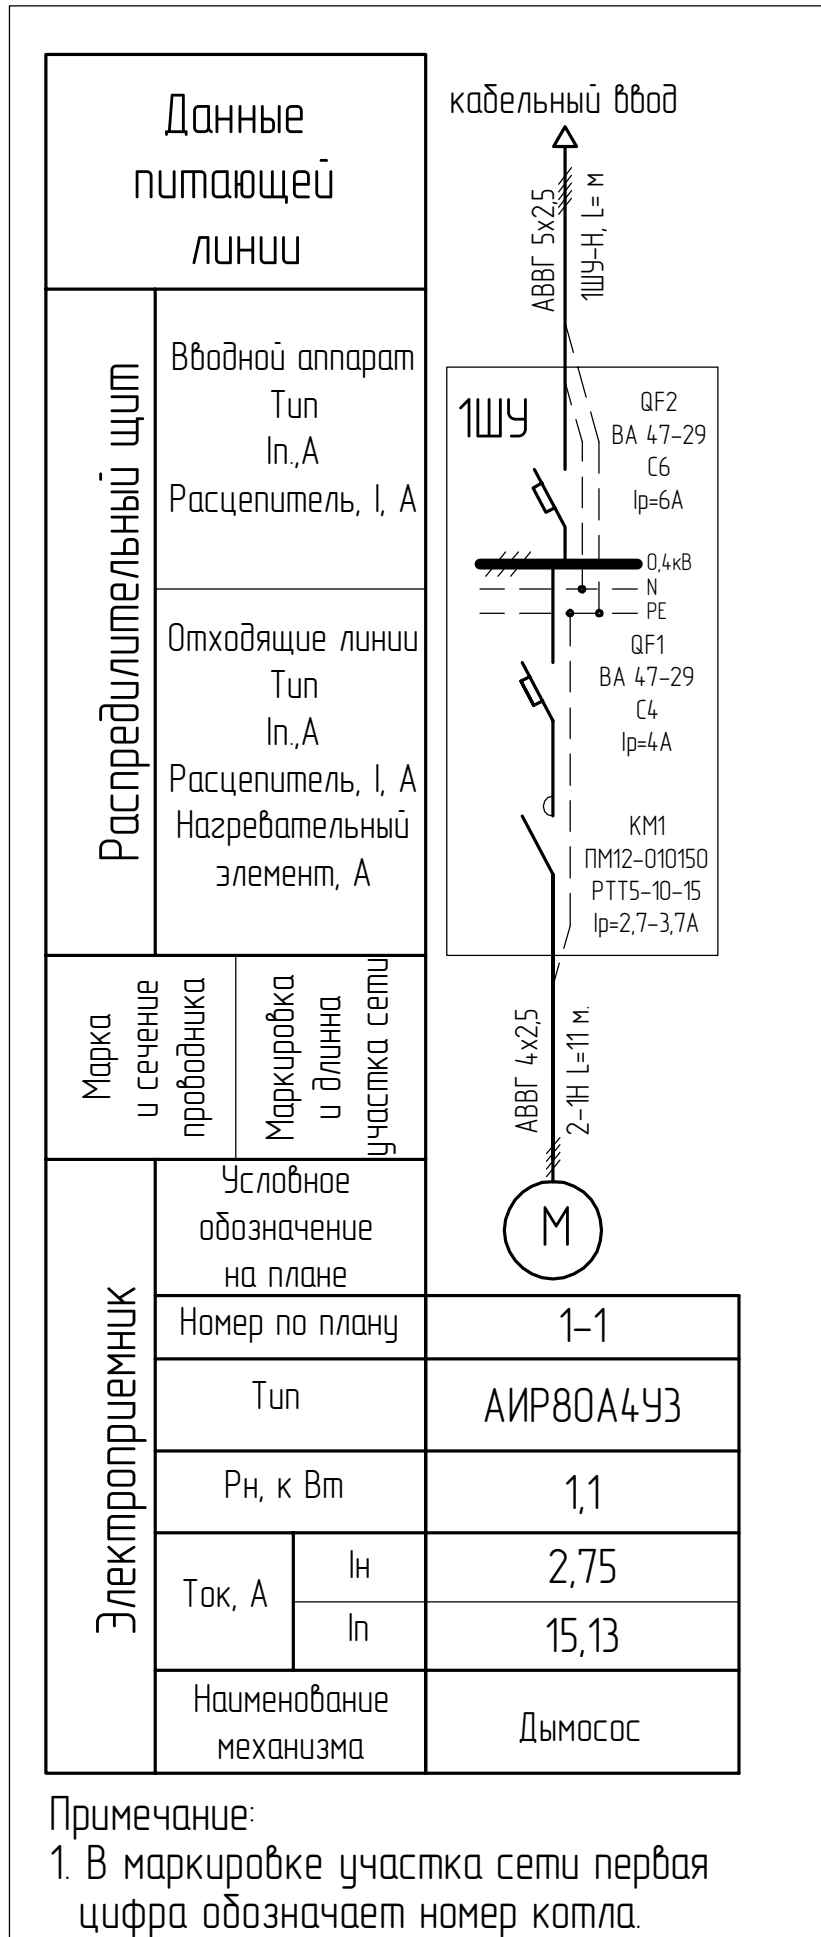 Данные
питающей
линии
кабельный ввод
АВВГ 5х2,5
1ШУ-Н, L= м
Распредилительный щит
Вводной аппарат
Тип
Iп.,А
Расцепитель, I, А
1ШУ
QF2
ВА 47-29
С6
Iр=6А
0,4кВ
N
PE
Отходящие линии
Тип
Iп.,А
Расцепитель, I, А
Нагревательный
элемент, А
QF1
ВА 47-29
С4
Iр=4А
КМ1
ПМ12-010150
РТТ5-10-15
Iр=2,7-3,7А
Марка
и сечение
проводника
Маркировка
и длинна
участка сети
АВВГ 4х2,5
2-1Н L=11 м.
Электроприемник
Условное
обозначение
на плане
М
Номер по плану
1-1
Тип
АИР80А4У3
Рн, к Вт
1,1
Ток, А
Iн
2,75
Iп
15,13
Наименование
механизма
Дымосос
Примечание:
1. В маркировке участка сети первая
цифра обозначает номер котла.